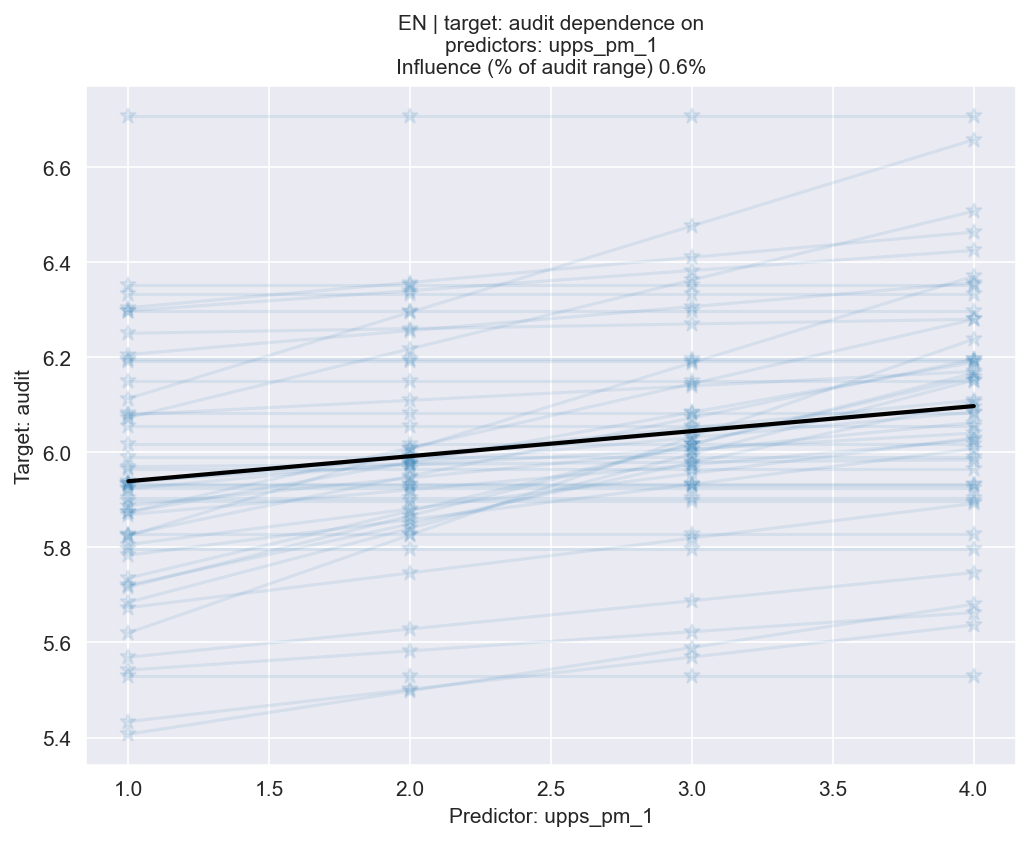 EN | target: audit dependence on
predictors: upps_pm_1
Influence (% of audit range) 0.6%
Target: audit
6.6
6.4
6.2
6.0
5.8
5.6
5.4
1.0 1.5 2.0 2.5 3.0 3.5 4.0
Predictor: upps_pm_1